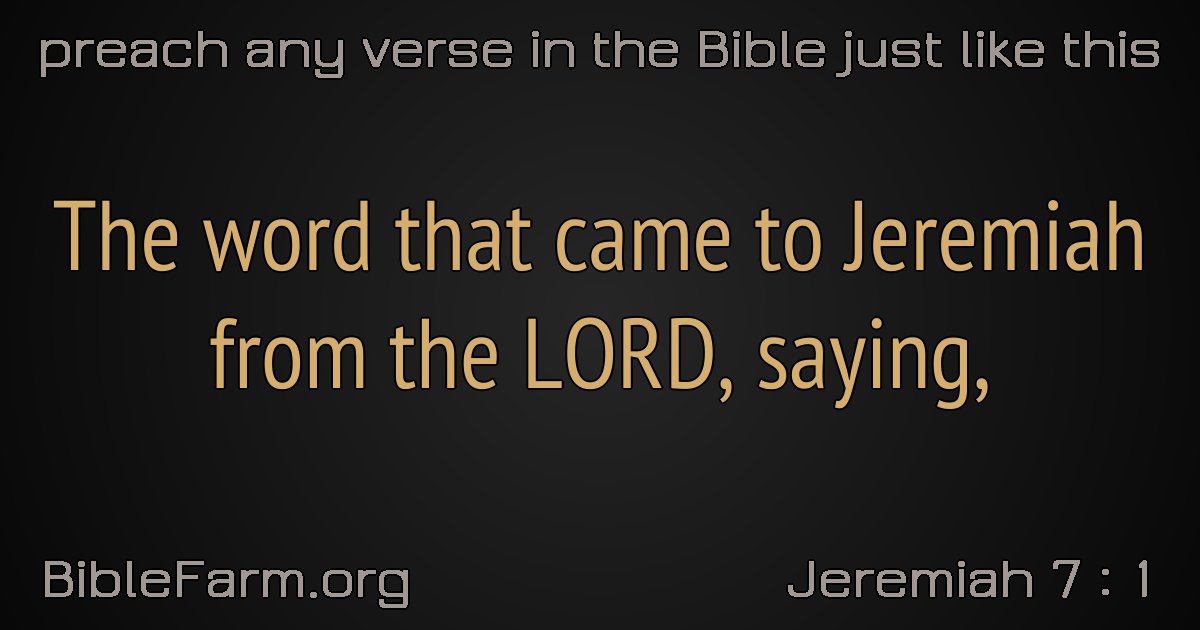 preach any verse in the Bible just like this
The word that came to Jeremiah
from the LORD, saying,
BibleFarm.org
Jeremiah 7 : 1